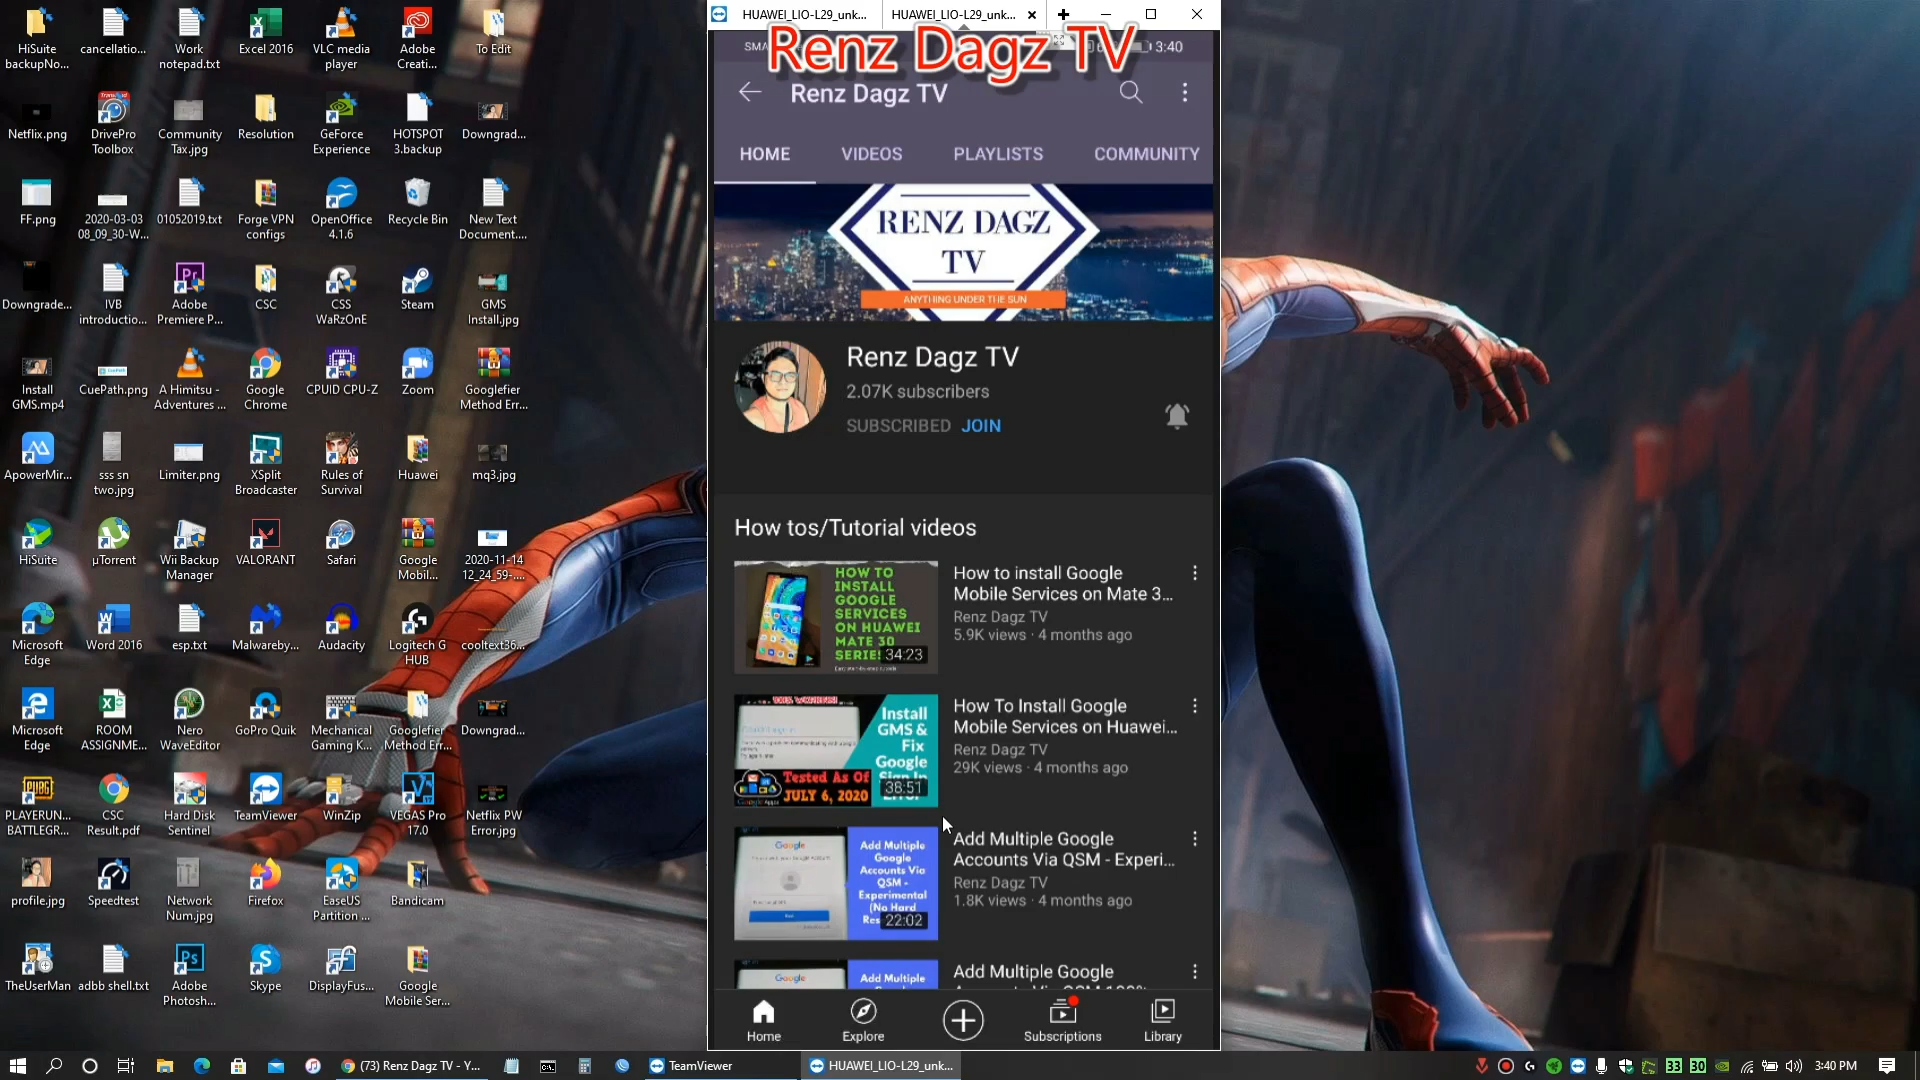 HiSuite
backupNo...
cancellatio...
Work
notepad.txt
Excel 2016
VLC media
player
Adobe
Creati...
To Edit
Netflix.png
DrivePro
Toolbox
Community
Tax.jpg
Resolution
GeForce
Experience
HOTSPOT
3.backup
Downgrad...
FF.png
2020-03-03
08_09_30-W...
01052019.txt
Forge VPN
configs
OpenOffice
4.1.6
Recycle Bin
New Text
Document....
Downgrade...
IVB
introductio...
Adobe
Premiere P...
CSC
CSS
WaRzOnE
Steam
GMS
Install.jpg
Install
GMS.mp4
CuePath.png
A Himitsu -
Adventures ...
Google
Chrome
CPUID CPU-Z
Zoom
Googlefier
Method Err...
ApowerMir...
sss sn
two.jpg
Limiter.png
XSplit
Broadcaster
Rules of
Survival
Huawei
mq3.jpg
HiSuite
µTorrent
Wii Backup
Manager
VALORANT
Safari
Google
Mobil...
2020-11-14
12_24_59-....
Microsoft
Edge
Word 2016
esp.txt
Malwareby...
Audacity
Logitech G
HUB
cooltext36...
Microsoft
Edge
ROOM
ASSIGNME...
Nero
WaveEditor
GoPro Quik
Mechanical
Gaming K...
Googlefier
Method Err...
Downgrad...
PLAYERUN...
BATTLEGR...
CSC
Result.pdf
Hard Disk
Sentinel
TeamViewer
WinZip
VEGAS Pro
17.0
Netflix PW
Error.jpg
profile.jpg
Speedtest
Network
Num.jpg
Firefox
EaseUS
Partition ...
Bandicam
TheUserMan
adbb shell.txt
Adobe
Photosh...
Skype
DisplayFus...
Google
Mobile Ser...
HUAWEI_LIO-L29_unk...
HUAWEI_LIO-L29_unk...
Renz Dagz TV
3:40
Renz Dagz TV
HOME
VIDEOS
PLAYLISTS
COMMUNITY
RENZ DAGZ
TV
ANYTHING UNDER THE SUN
Renz Dagz TV
2.07K subscribers
SUBSCRIBED JOIN
How tos/Tutorial videos
HOW TO
INSTALL
GOOGLE
SERVICES
ON HUAWEI
MATE 30
SERIES
34:23
How to install Google
Mobile Services on Mate 3...
Renz Dagz TV
5.9K views · 4 months ago
Install
GMS &
Fix
Google
Sign In
Error
Tested As Of
JULY 6, 2020
38:51
How To Install Google
Mobile Services on Huawei...
Renz Dagz TV
29K views · 4 months ago
Google
Add Multiple
Google
Accounts Via
QSM -
Experimental
(No Hard
22:02
Add Multiple Google
Accounts Via QSM - Experi...
Renz Dagz TV
1.8K views · 4 months ago
Google
Add Multiple
Add Multiple Google
Home
Explore
Subscriptions
Library
(73) Renz Dagz TV - Y...
TeamViewer
HUAWEI_LIO-L29_unk...
33
30
3:40 PM